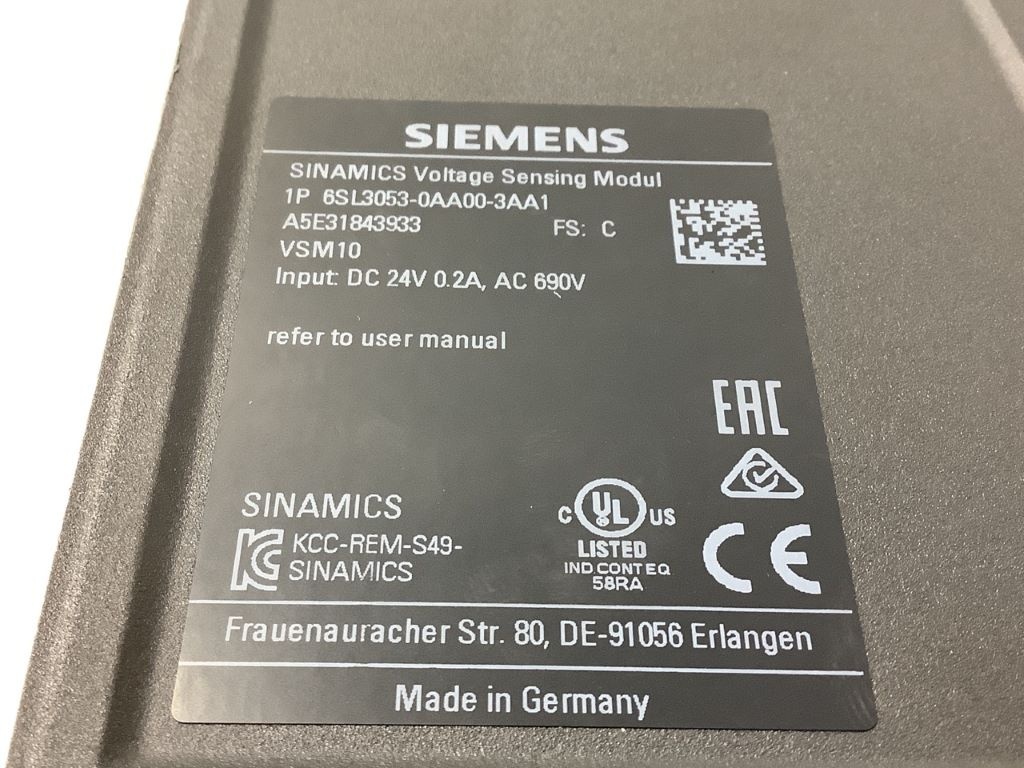 SIEMENS
SINAMICS Voltage Sensing Modul
1P 6SL3053-0AA00-3AA1
A5E31843933 FS: C
VSM10
Input: DC 24V 0.2A, AC 690V
refer to user manual
EAC
SINAMICS
KCC-REM-S49-
SINAMICS
C UL US
LISTED
IND CONT EQ
58RA
CE
Frauenauracher Str. 80, DE-91056 Erlangen
Made in Germany